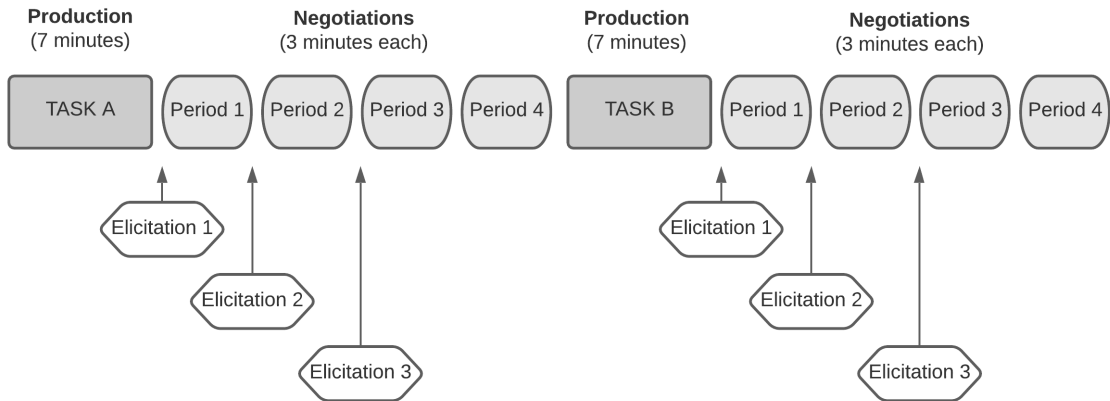 Production
(7 minutes)
Negotiations
(3 minutes each)
Production
(7 minutes)
Negotiations
(3 minutes each)
TASK A
Period 1
Period 2
Period 3
Period 4
TASK B
Period 1
Period 2
Period 3
Period 4
Elicitation 1
Elicitation 1
Elicitation 2
Elicitation 2
Elicitation 3
Elicitation 3